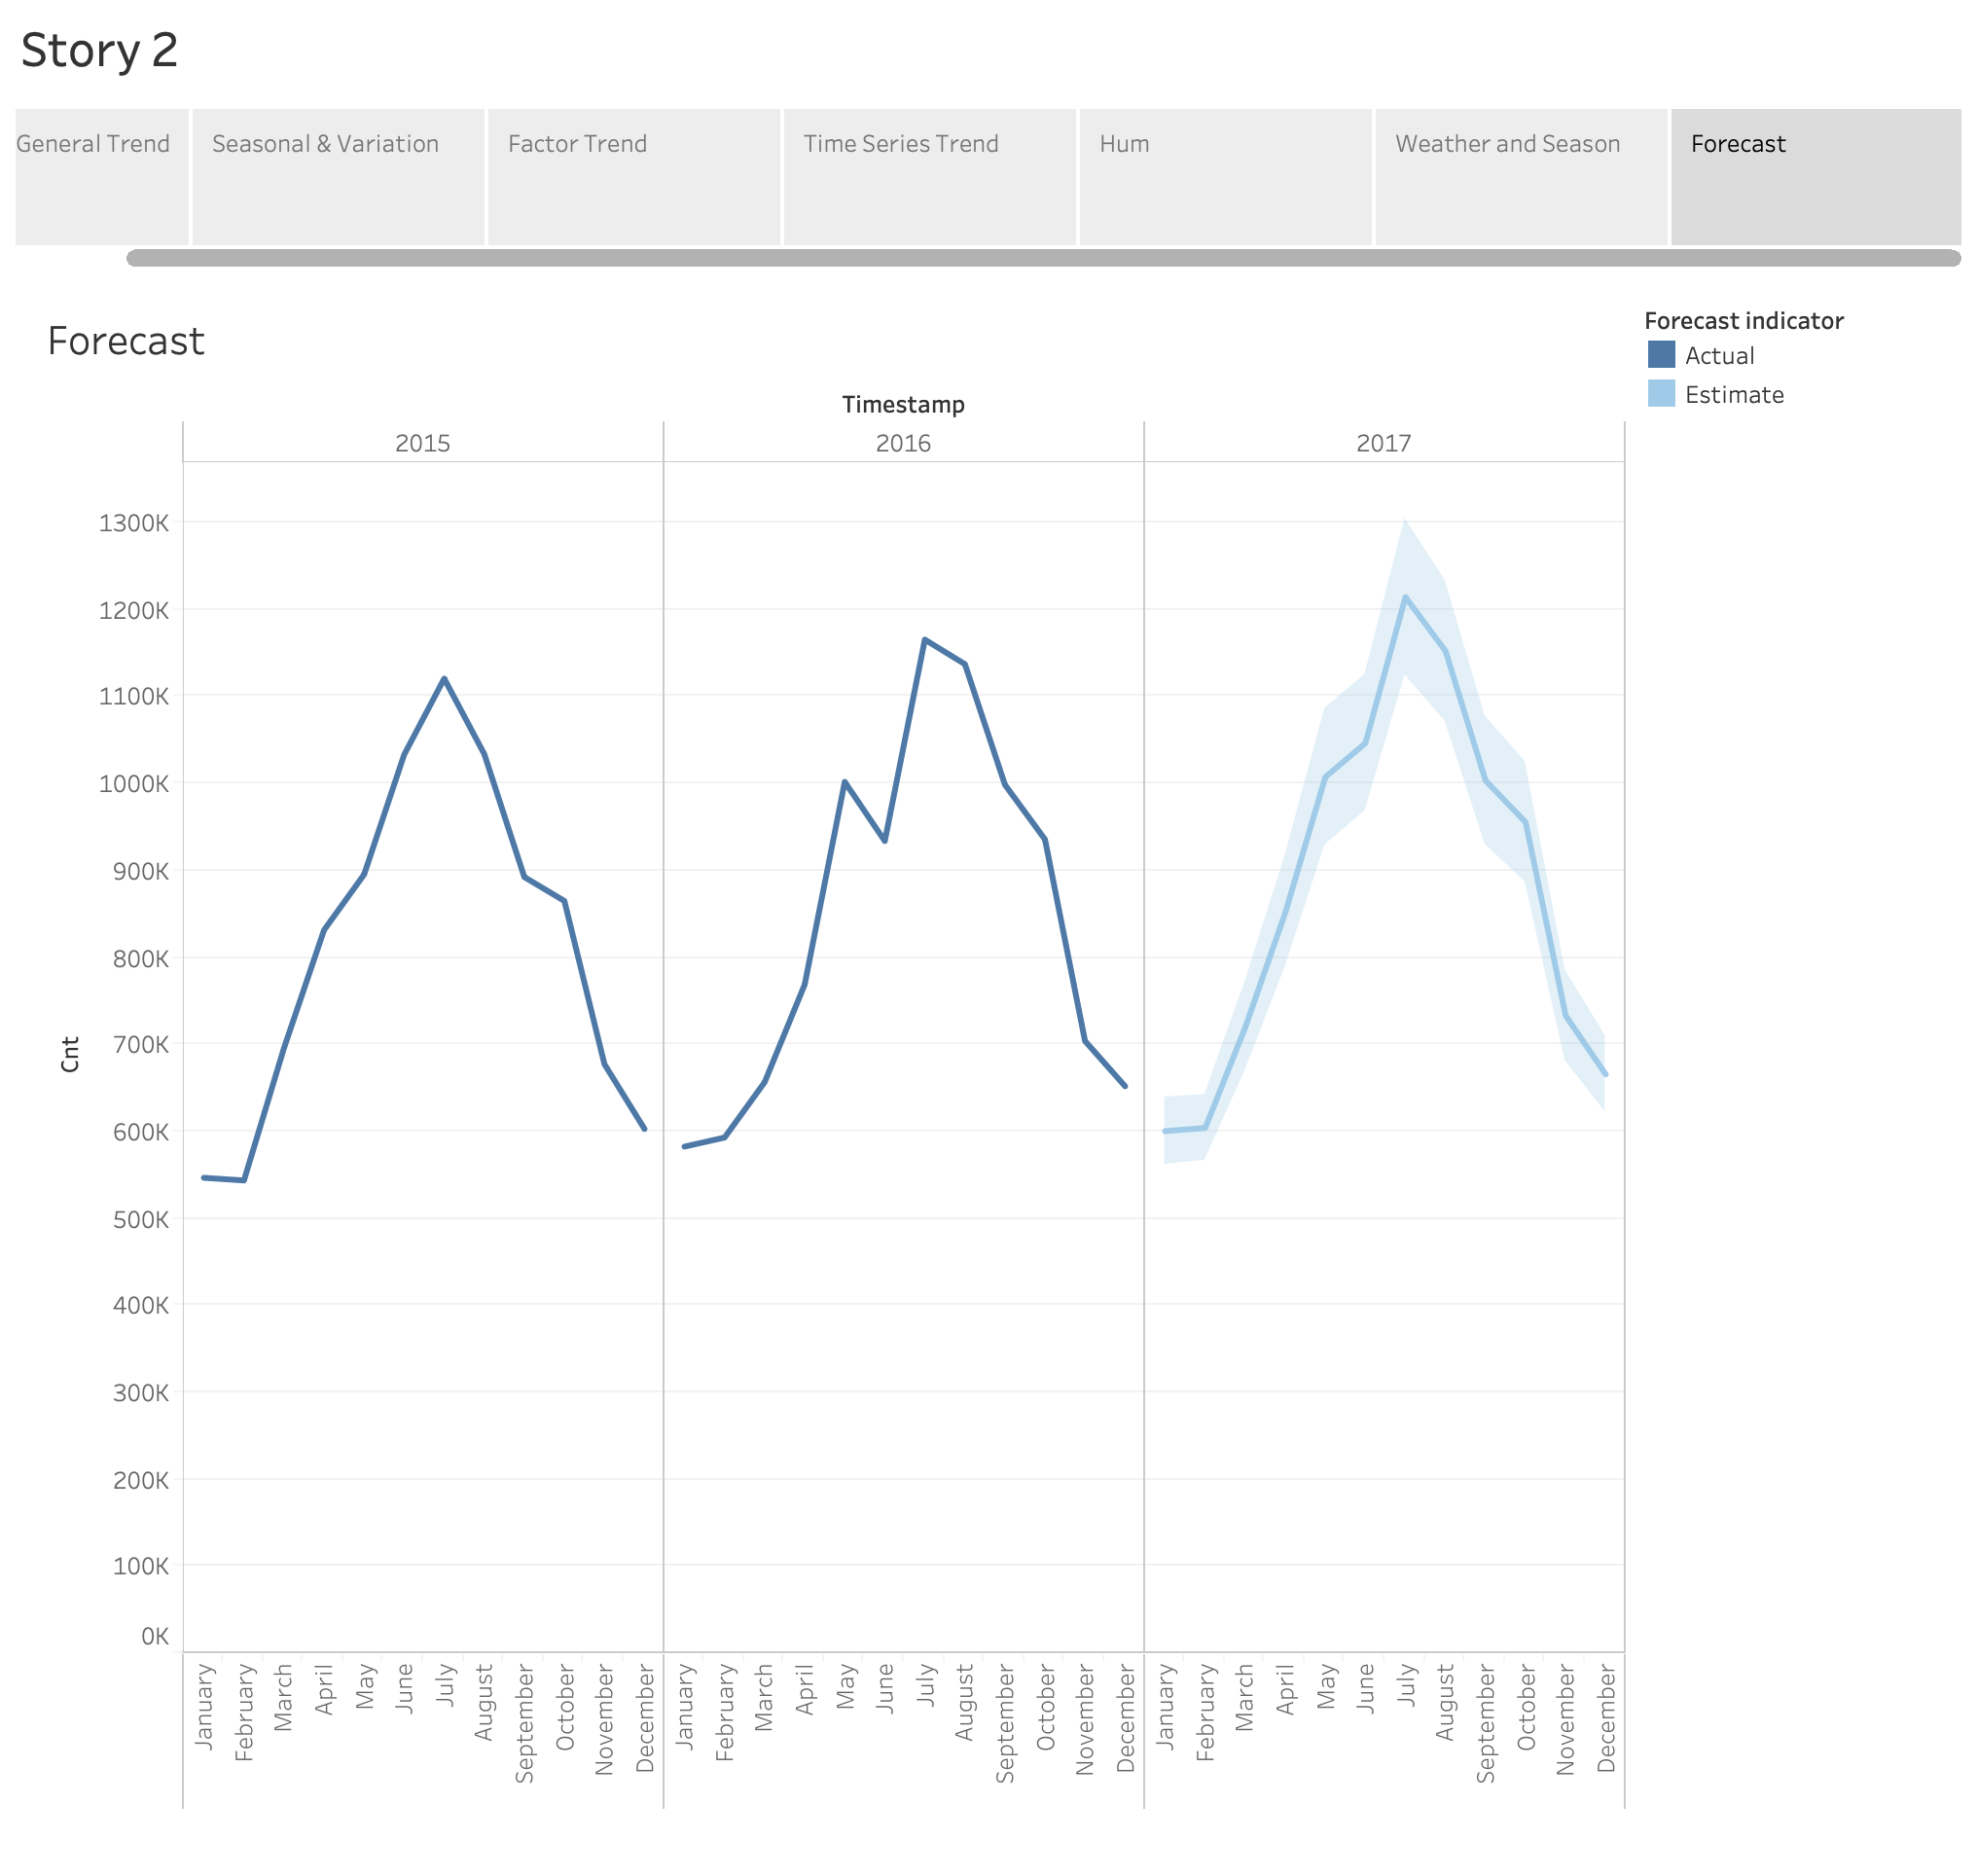 Story 2
General Trend
Seasonal & Variation
Factor Trend
Time Series Trend
Hum
Weather and Season
Forecast
Forecast
Forecast indicator
Actual
Estimate
Timestamp
2015 2016 2017
1300K
1200K
1100K
1000K
900K
800K
700K
600K
500K
400K
300K
200K
100K
0K
Cnt
January February March April May June July August September October November December January February March April May June July August September October November December January February March April May June July August September October November December